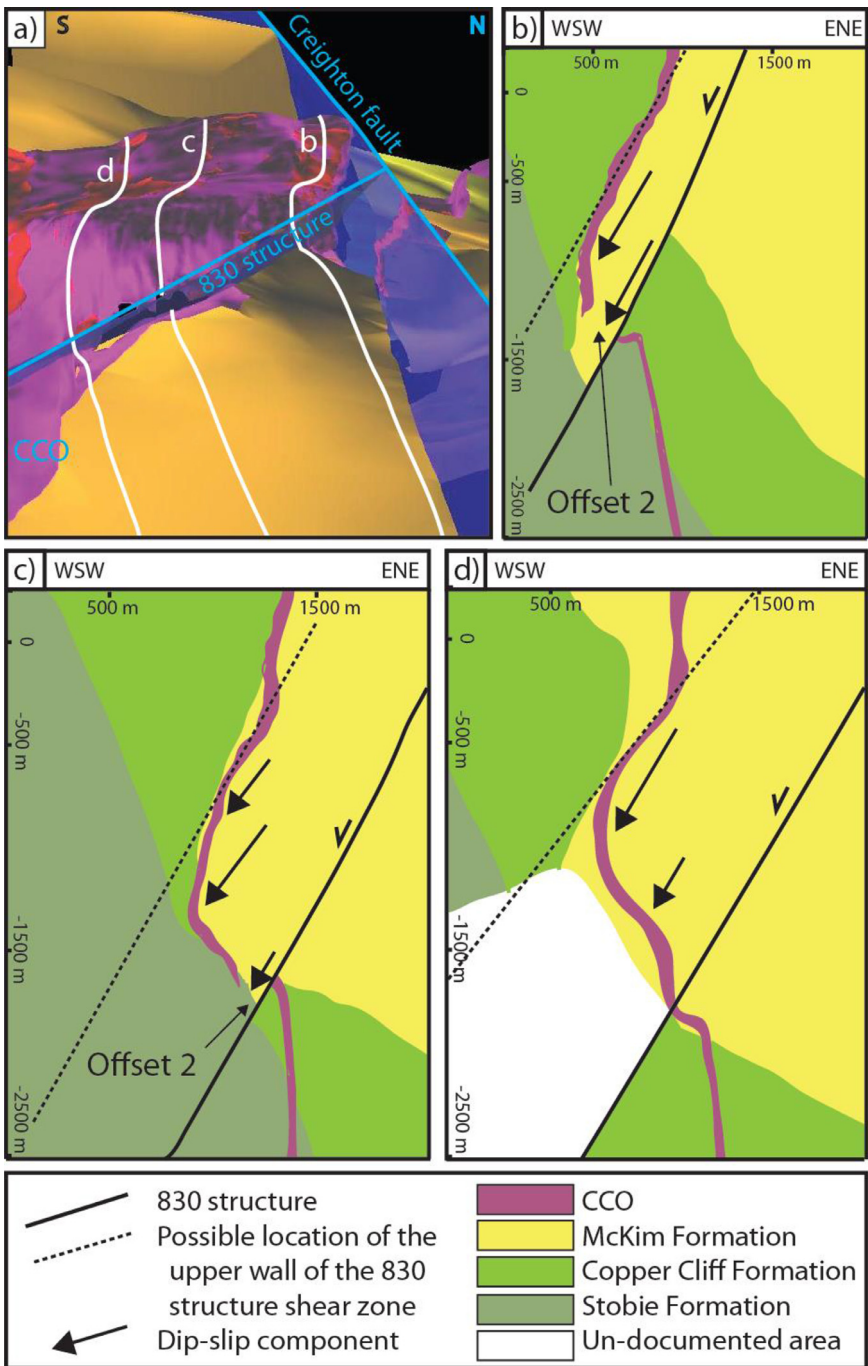 a)
S
N
Creighton fault
d
c
b
830 structure
CCO
b)
WSW
ENE
500 m
1500 m
0
-500
-1500 m
-2500 m
Offset 2
c)
WSW
ENE
500 m
1500 m
0
-500 m
-1500 m
-2500 m
Offset 2
d)
WSW
ENE
500 m
1500 m
0
-500 m
-1500 m
-2500 m
830 structure
Possible location of the
upper wall of the 830
structure shear zone
Dip-slip component
CCO
McKim Formation
Copper Cliff Formation
Stobie Formation
Un-documented area